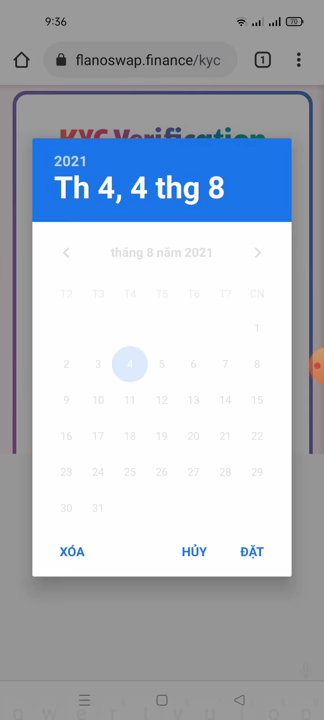 9:36
70
flanoswap.finance/kyc
1
KYC Verification
2021
Th 4, 4 thg 8
tháng 8 năm 2021
T2 T3 T4 T5 T6 T7 CN
1
2 3 4 5 6 7 8
9 10 11 12 13 14 15
16 17 18 19 20 21 22
23 24 25 26 27 28 29
30 31
XÓA HỦY ĐẶT